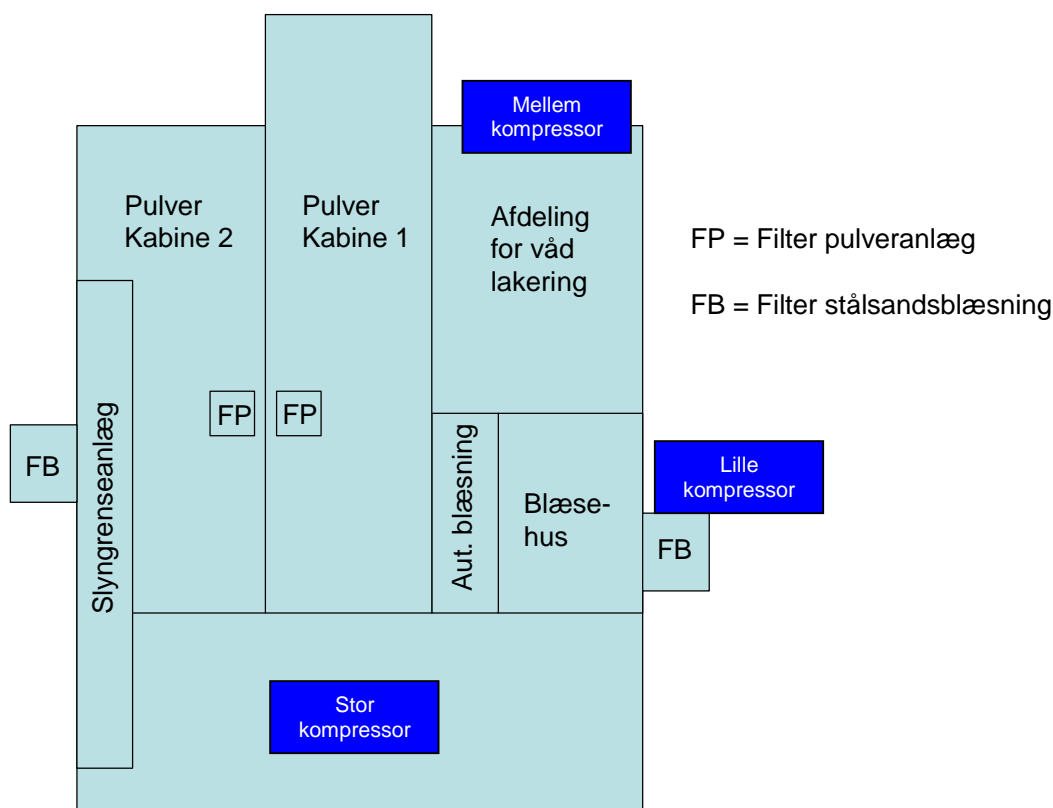 Mellem
kompressor
Pulver
Kabine 2
Pulver
Kabine 1
Afdeling
for våd
lakering
FP = Filter pulveranlæg
FB = Filter stålsandsblæsning
Slyngrenseanlæg
FP
FP
FB
Aut. blæsning
Blæse-
hus
Lille
kompressor
FB
Stor
kompressor